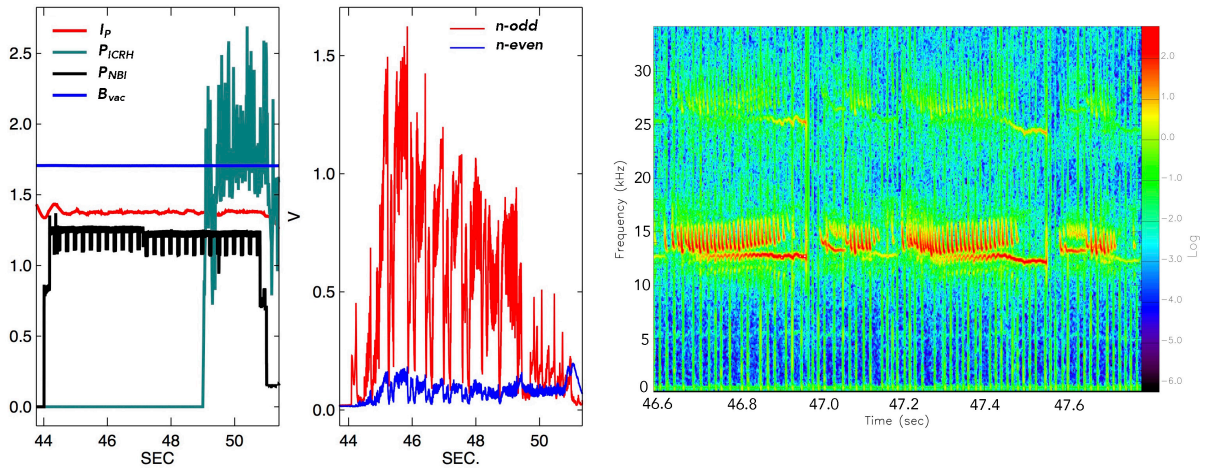 I_P
P_ICRH
P_NBI
B_vac
2.5
2.0
1.5
1.0
0.5
0.0
44 46 48 50
SEC
V
n-odd
n-even
1.5
1.0
0.5
0.0
44 46 48 50
SEC.
Frequency (kHz)
30
25
20
15
10
5
0
46.6 46.8 47.0 47.2 47.4 47.6
Time (sec)
2.0
1.0
0.0
-1.0
-2.0
-3.0
-4.0
-5.0
-6.0
Log